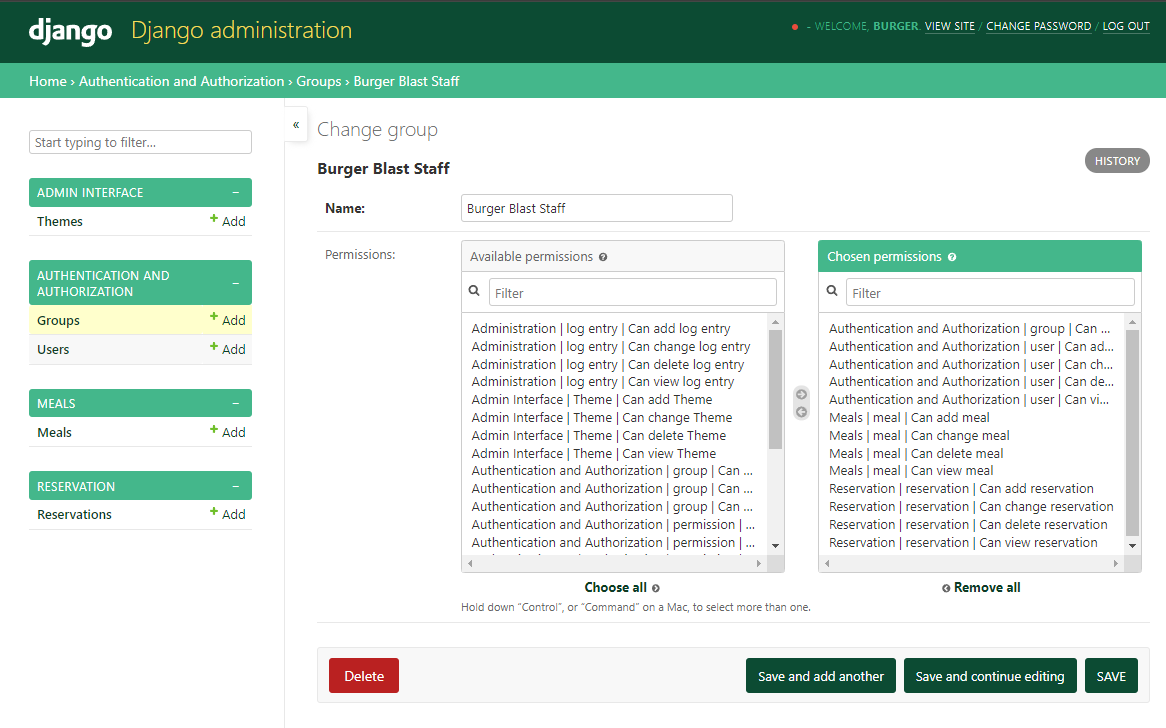 django Django administration
- WELCOME, BURGER. VIEW SITE / CHANGE PASSWORD / LOG OUT
Home › Authentication and Authorization › Groups › Burger Blast Staff
Start typing to filter...
ADMIN INTERFACE −
Themes + Add
AUTHENTICATION AND
AUTHORIZATION −
Groups + Add
Users + Add
MEALS −
Meals + Add
RESERVATION −
Reservations + Add
«
Change group
Burger Blast Staff
HISTORY
Name: Burger Blast Staff
Permissions:
Available permissions ?
Filter
Administration | log entry | Can add log entry
Administration | log entry | Can change log entry
Administration | log entry | Can delete log entry
Administration | log entry | Can view log entry
Admin Interface | Theme | Can add Theme
Admin Interface | Theme | Can change Theme
Admin Interface | Theme | Can delete Theme
Admin Interface | Theme | Can view Theme
Authentication and Authorization | group | Can ...
Authentication and Authorization | group | Can ...
Authentication and Authorization | group | Can ...
Authentication and Authorization | permission | ...
Authentication and Authorization | permission | ...
Choose all
Hold down “Control”, or “Command” on a Mac, to select more than one.
Chosen permissions ?
Filter
Authentication and Authorization | group | Can ...
Authentication and Authorization | user | Can ad...
Authentication and Authorization | user | Can ch...
Authentication and Authorization | user | Can de...
Authentication and Authorization | user | Can vi...
Meals | meal | Can add meal
Meals | meal | Can change meal
Meals | meal | Can delete meal
Meals | meal | Can view meal
Reservation | reservation | Can add reservation
Reservation | reservation | Can change reservation
Reservation | reservation | Can delete reservation
Reservation | reservation | Can view reservation
Remove all
Delete
Save and add another
Save and continue editing
SAVE